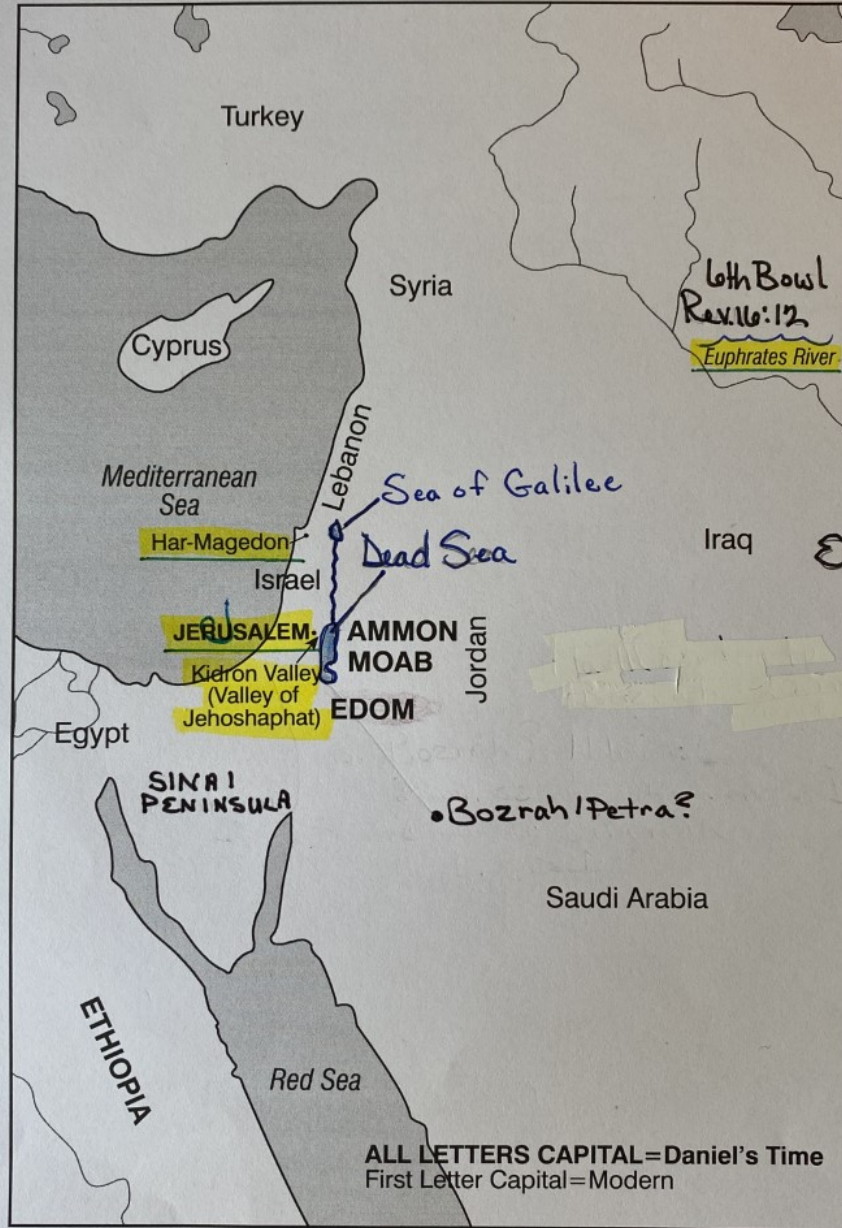 Turkey
Syria
6th Bowl
Rev.16:12
Euphrates River
Cyprus
Lebanon
Mediterranean
Sea
Sea of Galilee
Har-Magedon
Dead Sea
Iraq
Israel
JERUSALEM
AMMON
MOAB
Jordan
Kidron Valley
(Valley of
Jehoshaphat)
EDOM
Egypt
SINAI
PENINSULA
Bozrah/Petra?
Saudi Arabia
ETHIOPIA
Red Sea
ALL LETTERS CAPITAL=Daniel's Time
First Letter Capital=Modern